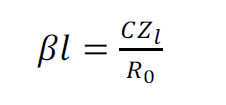 βl = CZ_l / R_0